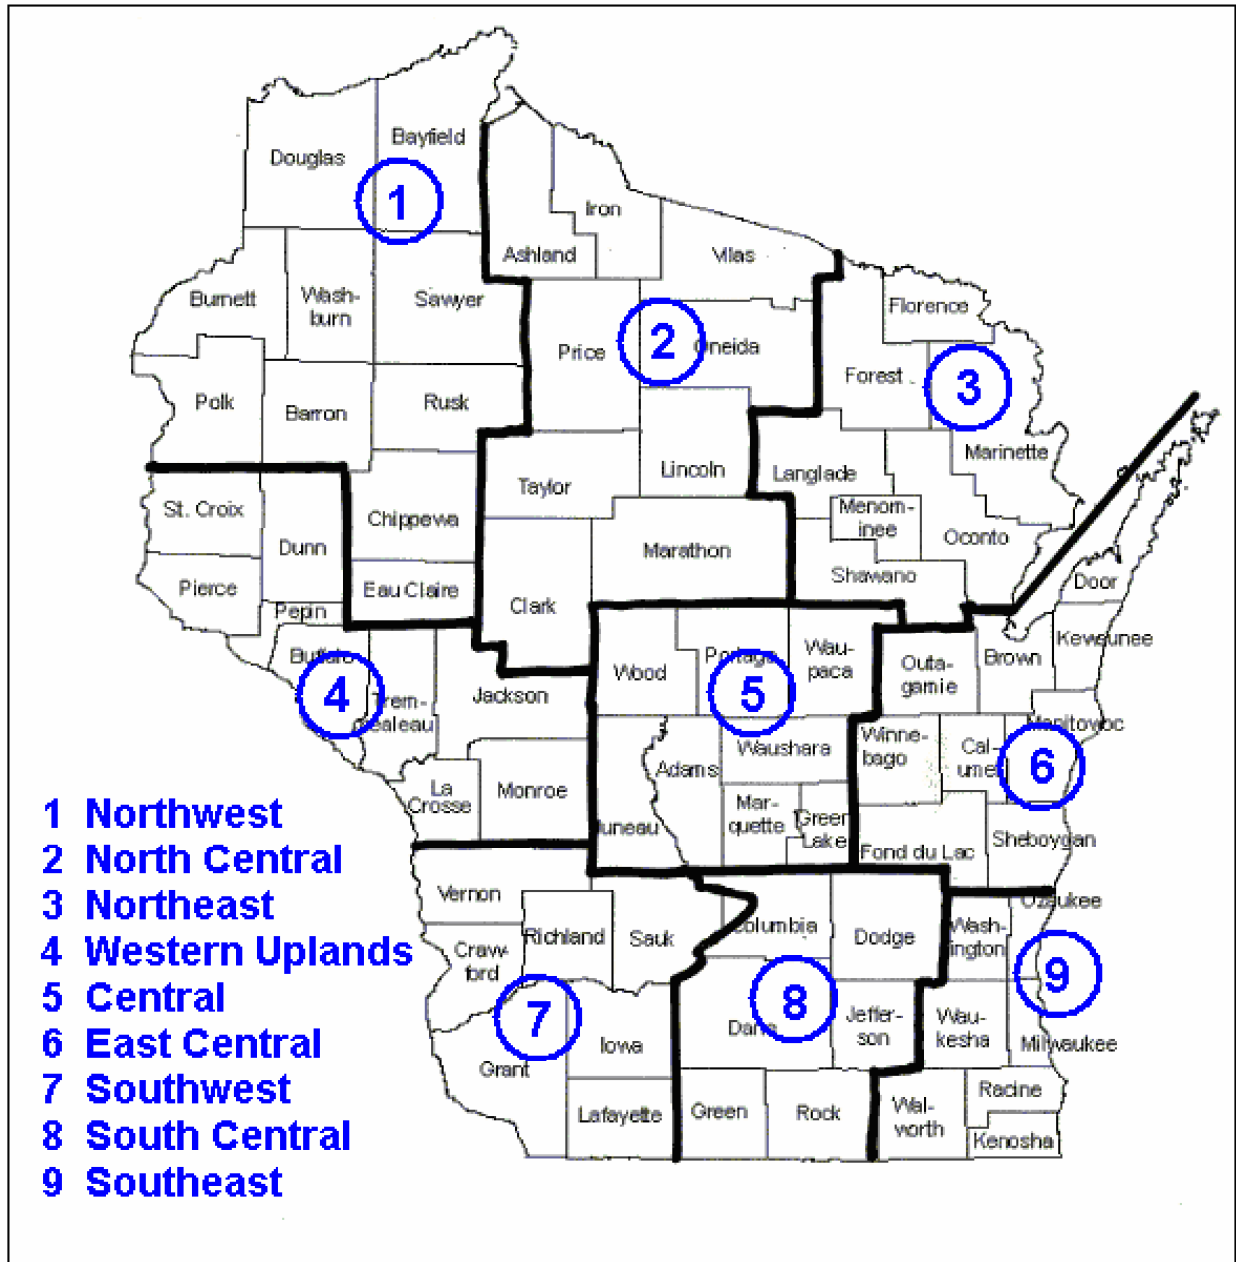 Bayfield
Douglas
1
Iron
Ashland
Vilas
Burnett
Wash-
burn
Sawyer
Florence
2
Oneida
Price
Forest
3
Polk
Barron
Rusk
Marinette
Lincoln
Langlade
Taylor
St. Croix
Chippewa
Menom-
inee
Oconto
Dunn
Marathon
Shawano
Door
Pierce
Eau Claire
Pepin
Clark
Kewaunee
Buffalo
Wood
Portage
Wau-
paca
Outa-
gamie
Brown
4
Trem-
pealeau
Jackson
5
Manitowoc
Waushara
Winne-
bago
Cal-
umet
6
Adams
La
Crosse
Monroe
Juneau
Mar-
quette
Green
Lake
Fond du Lac
Sheboygan
1 Northwest
2 North Central
3 Northeast
4 Western Uplands
5 Central
6 East Central
7 Southwest
8 South Central
9 Southeast
Vernon
Ozaukee
Richland
Sauk
Columbia
Dodge
Wash-
ington
Craw-
ford
9
7
8
Dane
Jeffer-
son
Wau-
kesha
Milwaukee
Iowa
Grant
Lafayette
Green
Rock
Wal-
worth
Racine
Kenosha